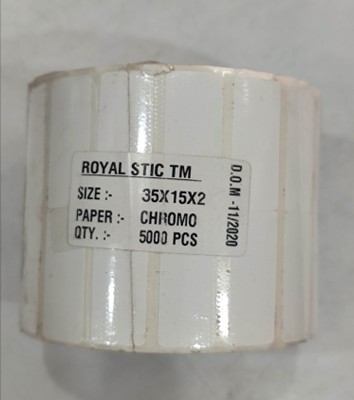 ROYAL STIC TM
SIZE :- 35X15X2
PAPER :- CHROMO
QTY. :- 5000 PCS
D.O.M -11/2020